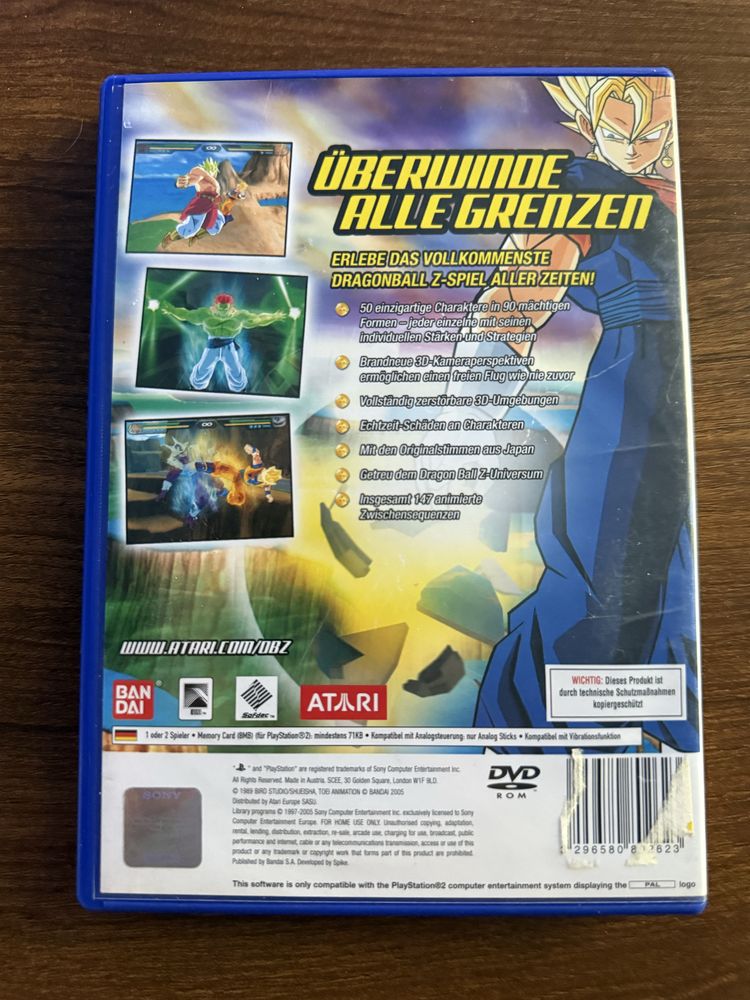 ÜBERWINDE
ALLE GRENZEN
ERLEBE DAS VOLLKOMMENSTE
DRAGONBALL Z-SPIEL ALLER ZEITEN!
50 einzigartige Charaktere in 90 mächtigen
Formen – jeder einzelne mit seinen
individuellen Stärken und Strategien
Brandneue 3D-Kameraperspektiven
ermöglichen einen freien Flug wie nie zuvor
Vollständig zerstörbare 3D-Umgebungen
Echtzeit-Schäden an Charakteren
Mit den Originalstimmen aus Japan
Getreu dem Dragon Ball Z-Universum
Insgesamt 147 animierte
Zwischensequenzen
WWW.ATARI.COM/DBZ
BAN
DAI
Sofdec
ATARI
WICHTIG: Dieses Produkt ist
durch technische Schutzmaßnahmen
kopiergeschützt
1 oder 2 Spieler • Memory Card (8MB) (für PlayStation®2): mindestens 71KB • Kompatibel mit Analogsteuerung: nur Analog Sticks • Kompatibel mit Vibrationsfunktion
" " and "PlayStation" are registered trademarks of Sony Computer Entertainment Inc.
All Rights Reserved. Made in Austria. SCEE, 30 Golden Square, London W1F 9LD.
© 1989 BIRD STUDIO/SHUEISHA, TOEI ANIMATION © BANDAI 2005
Distributed by Atari Europe SASU.
Library programs © 1997-2005 Sony Computer Entertainment Inc. exclusively licensed to Sony
Computer Entertainment Europe. FOR HOME USE ONLY. Unauthorised copying, adaptation,
rental, lending, distribution, extraction, re-sale, arcade use, charging for use, broadcast, public
performance and internet, cable or any telecommunications transmission, access or use of this
product or any trademark or copyright work that forms part of this product are prohibited.
Published by Bandai S.A. Developed by Spike.
DVD
ROM
SONY
This software is only compatible with the PlayStation®2 computer entertainment system displaying the PAL logo